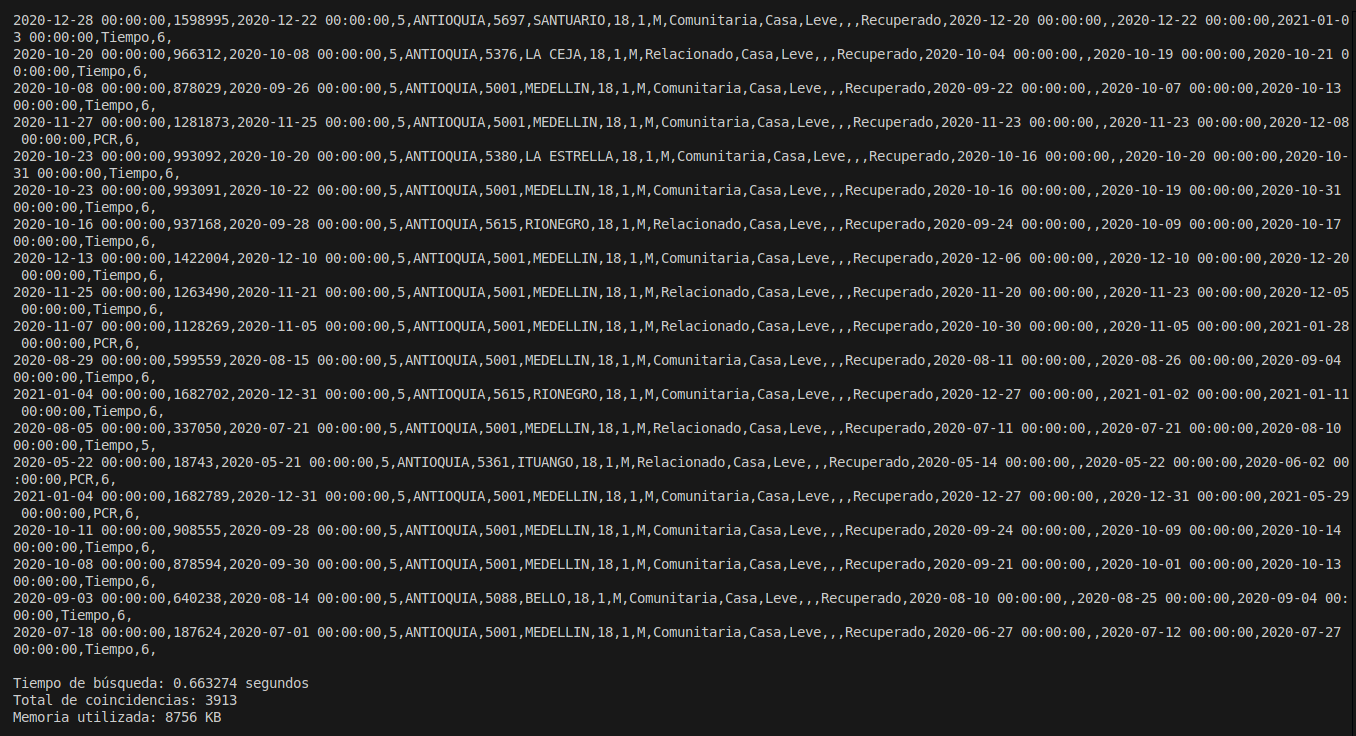 2020-12-28 00:00:00,1598995,2020-12-22 00:00:00,5,ANTIOQUIA,5697,SANTUARIO,18,1,M,Comunitaria,Casa,Leve,,,Recuperado,2020-12-20 00:00:00,,2020-12-22 00:00:00,2021-01-0
3 00:00:00,Tiempo,6,
2020-10-20 00:00:00,966312,2020-10-08 00:00:00,5,ANTIOQUIA,5376,LA CEJA,18,1,M,Relacionado,Casa,Leve,,,Recuperado,2020-10-04 00:00:00,,2020-10-19 00:00:00,2020-10-21 0
0:00:00,Tiempo,6,
2020-10-08 00:00:00,878029,2020-09-26 00:00:00,5,ANTIOQUIA,5001,MEDELLIN,18,1,M,Comunitaria,Casa,Leve,,,Recuperado,2020-09-22 00:00:00,,2020-10-07 00:00:00,2020-10-13
00:00:00,Tiempo,6,
2020-11-27 00:00:00,1281873,2020-11-25 00:00:00,5,ANTIOQUIA,5001,MEDELLIN,18,1,M,Comunitaria,Casa,Leve,,,Recuperado,2020-11-23 00:00:00,,2020-11-23 00:00:00,2020-12-08
00:00:00,PCR,6,
2020-10-23 00:00:00,993092,2020-10-20 00:00:00,5,ANTIOQUIA,5380,LA ESTRELLA,18,1,M,Comunitaria,Casa,Leve,,,Recuperado,2020-10-16 00:00:00,,2020-10-20 00:00:00,2020-10-
31 00:00:00,Tiempo,6,
2020-10-23 00:00:00,993091,2020-10-22 00:00:00,5,ANTIOQUIA,5001,MEDELLIN,18,1,M,Comunitaria,Casa,Leve,,,Recuperado,2020-10-16 00:00:00,,2020-10-19 00:00:00,2020-10-31
00:00:00,Tiempo,6,
2020-10-16 00:00:00,937168,2020-09-28 00:00:00,5,ANTIOQUIA,5615,RIONEGRO,18,1,M,Relacionado,Casa,Leve,,,Recuperado,2020-09-24 00:00:00,,2020-10-09 00:00:00,2020-10-17
00:00:00,Tiempo,6,
2020-12-13 00:00:00,1422004,2020-12-10 00:00:00,5,ANTIOQUIA,5001,MEDELLIN,18,1,M,Comunitaria,Casa,Leve,,,Recuperado,2020-12-06 00:00:00,,2020-12-10 00:00:00,2020-12-20
00:00:00,Tiempo,6,
2020-11-25 00:00:00,1263490,2020-11-21 00:00:00,5,ANTIOQUIA,5001,MEDELLIN,18,1,M,Relacionado,Casa,Leve,,,Recuperado,2020-11-20 00:00:00,,2020-11-23 00:00:00,2020-12-05
00:00:00,Tiempo,6,
2020-11-07 00:00:00,1128269,2020-11-05 00:00:00,5,ANTIOQUIA,5001,MEDELLIN,18,1,M,Relacionado,Casa,Leve,,,Recuperado,2020-10-30 00:00:00,,2020-11-05 00:00:00,2021-01-28
00:00:00,PCR,6,
2020-08-29 00:00:00,599559,2020-08-15 00:00:00,5,ANTIOQUIA,5001,MEDELLIN,18,1,M,Comunitaria,Casa,Leve,,,Recuperado,2020-08-11 00:00:00,,2020-08-26 00:00:00,2020-09-04
00:00:00,Tiempo,6,
2021-01-04 00:00:00,1682702,2020-12-31 00:00:00,5,ANTIOQUIA,5615,RIONEGRO,18,1,M,Comunitaria,Casa,Leve,,,Recuperado,2020-12-27 00:00:00,,2021-01-02 00:00:00,2021-01-11
00:00:00,Tiempo,6,
2020-08-05 00:00:00,337050,2020-07-21 00:00:00,5,ANTIOQUIA,5001,MEDELLIN,18,1,M,Relacionado,Casa,Leve,,,Recuperado,2020-07-11 00:00:00,,2020-07-21 00:00:00,2020-08-10
00:00:00,Tiempo,5,
2020-05-22 00:00:00,18743,2020-05-21 00:00:00,5,ANTIOQUIA,5361,ITUANGO,18,1,M,Relacionado,Casa,Leve,,,Recuperado,2020-05-14 00:00:00,,2020-05-22 00:00:00,2020-06-02 00
:00:00,PCR,6,
2021-01-04 00:00:00,1682789,2020-12-31 00:00:00,5,ANTIOQUIA,5001,MEDELLIN,18,1,M,Comunitaria,Casa,Leve,,,Recuperado,2020-12-27 00:00:00,,2020-12-31 00:00:00,2021-05-29
00:00:00,PCR,6,
2020-10-11 00:00:00,908555,2020-09-28 00:00:00,5,ANTIOQUIA,5001,MEDELLIN,18,1,M,Comunitaria,Casa,Leve,,,Recuperado,2020-09-24 00:00:00,,2020-10-09 00:00:00,2020-10-14
00:00:00,Tiempo,6,
2020-10-08 00:00:00,878594,2020-09-30 00:00:00,5,ANTIOQUIA,5001,MEDELLIN,18,1,M,Comunitaria,Casa,Leve,,,Recuperado,2020-09-21 00:00:00,,2020-10-01 00:00:00,2020-10-13
00:00:00,Tiempo,6,
2020-09-03 00:00:00,640238,2020-08-14 00:00:00,5,ANTIOQUIA,5088,BELLO,18,1,M,Comunitaria,Casa,Leve,,,Recuperado,2020-08-10 00:00:00,,2020-08-25 00:00:00,2020-09-04 00:
00:00,Tiempo,6,
2020-07-18 00:00:00,187624,2020-07-01 00:00:00,5,ANTIOQUIA,5001,MEDELLIN,18,1,M,Comunitaria,Casa,Leve,,,Recuperado,2020-06-27 00:00:00,,2020-07-12 00:00:00,2020-07-27
00:00:00,Tiempo,6,
Tiempo de búsqueda: 0.663274 segundos
Total de coincidencias: 3913
Memoria utilizada: 8756 KB